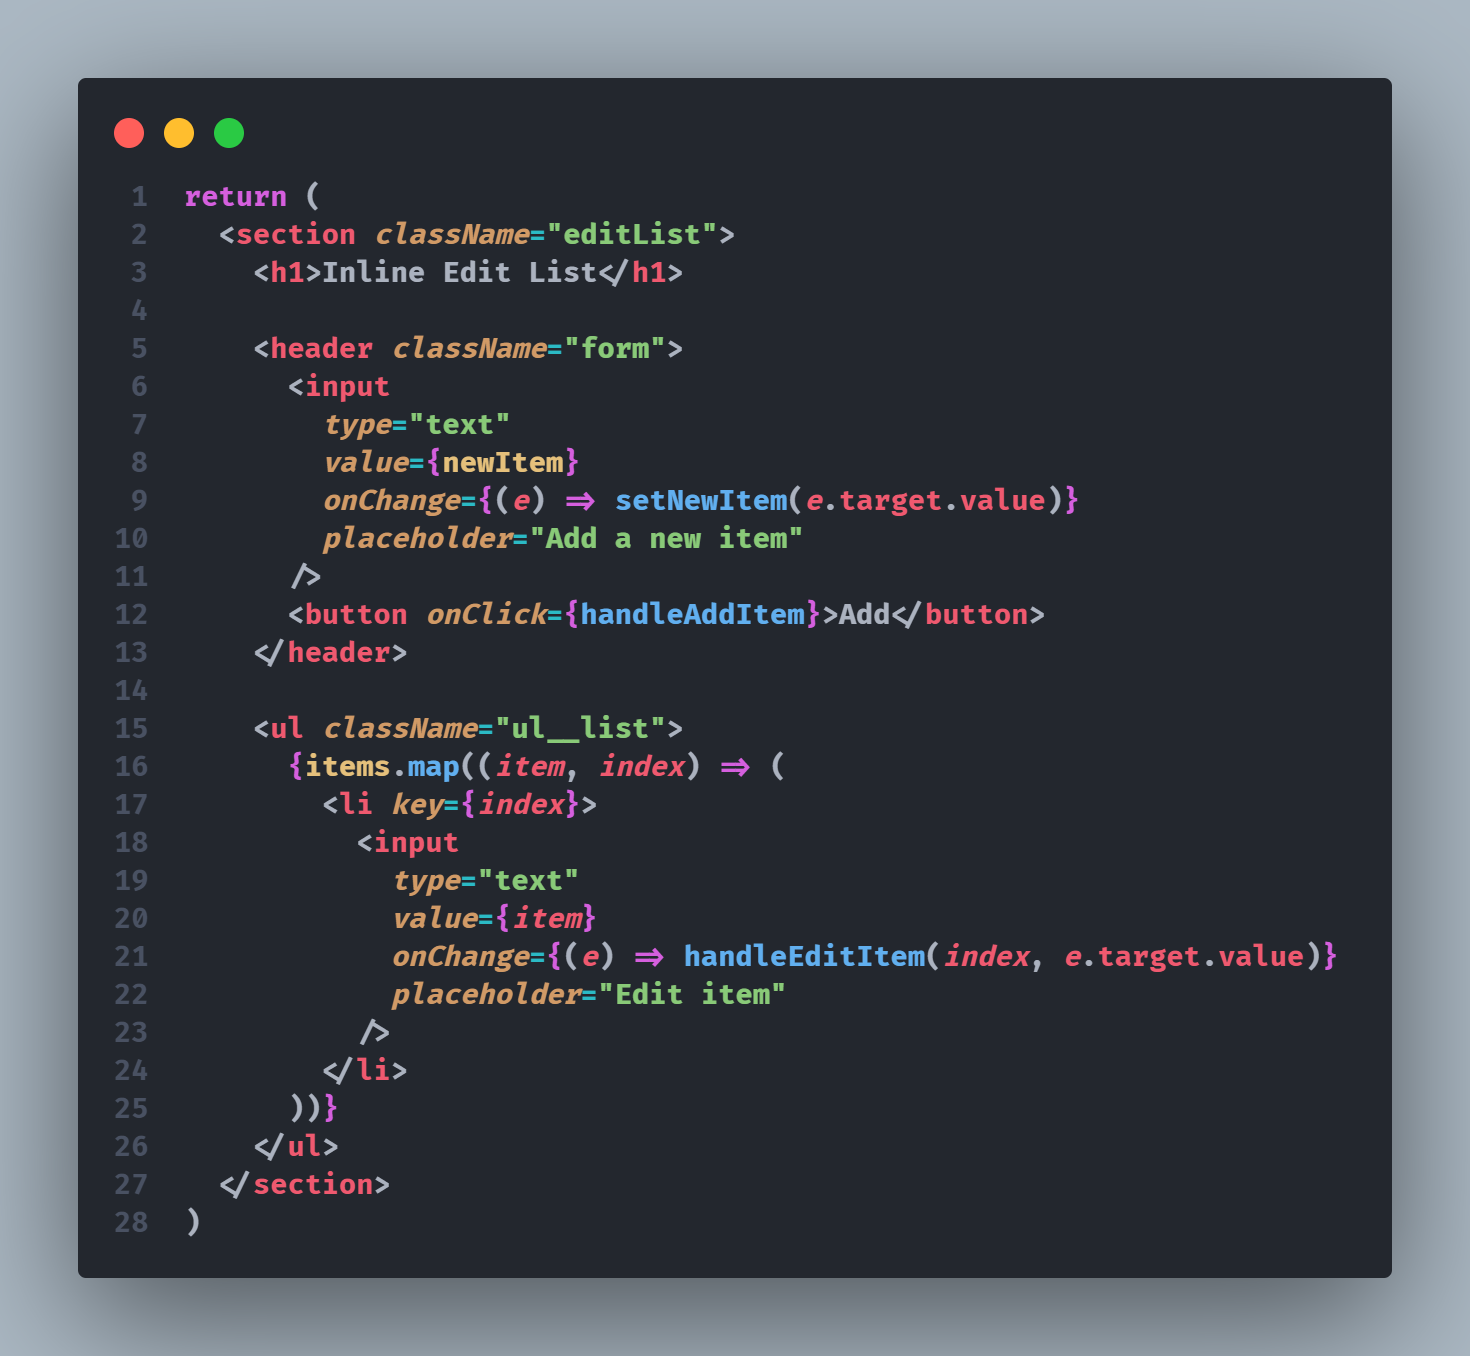 1 return (
2   <section className="editList">
3     <h1>Inline Edit List</h1>
4
5     <header className="form">
6       <input
7         type="text"
8         value={newItem}
9         onChange={(e) => setNewItem(e.target.value)}
10         placeholder="Add a new item"
11       />
12       <button onClick={handleAddItem}>Add</button>
13     </header>
14
15     <ul className="ul__list">
16       {items.map((item, index) => (
17         <li key={index}>
18           <input
19             type="text"
20             value={item}
21             onChange={(e) => handleEditItem(index, e.target.value)}
22             placeholder="Edit item"
23           />
24         </li>
25       ))}
26     </ul>
27   </section>
28 )